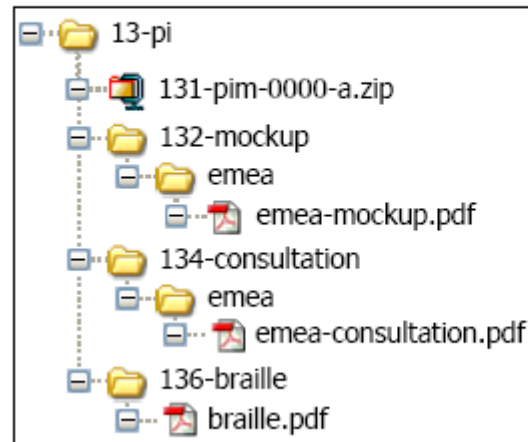 13-pi
131-pim-0000-a.zip
132-mockup
emea
emea-mockup.pdf
134-consultation
emea
emea-consultation.pdf
136-braille
braille.pdf